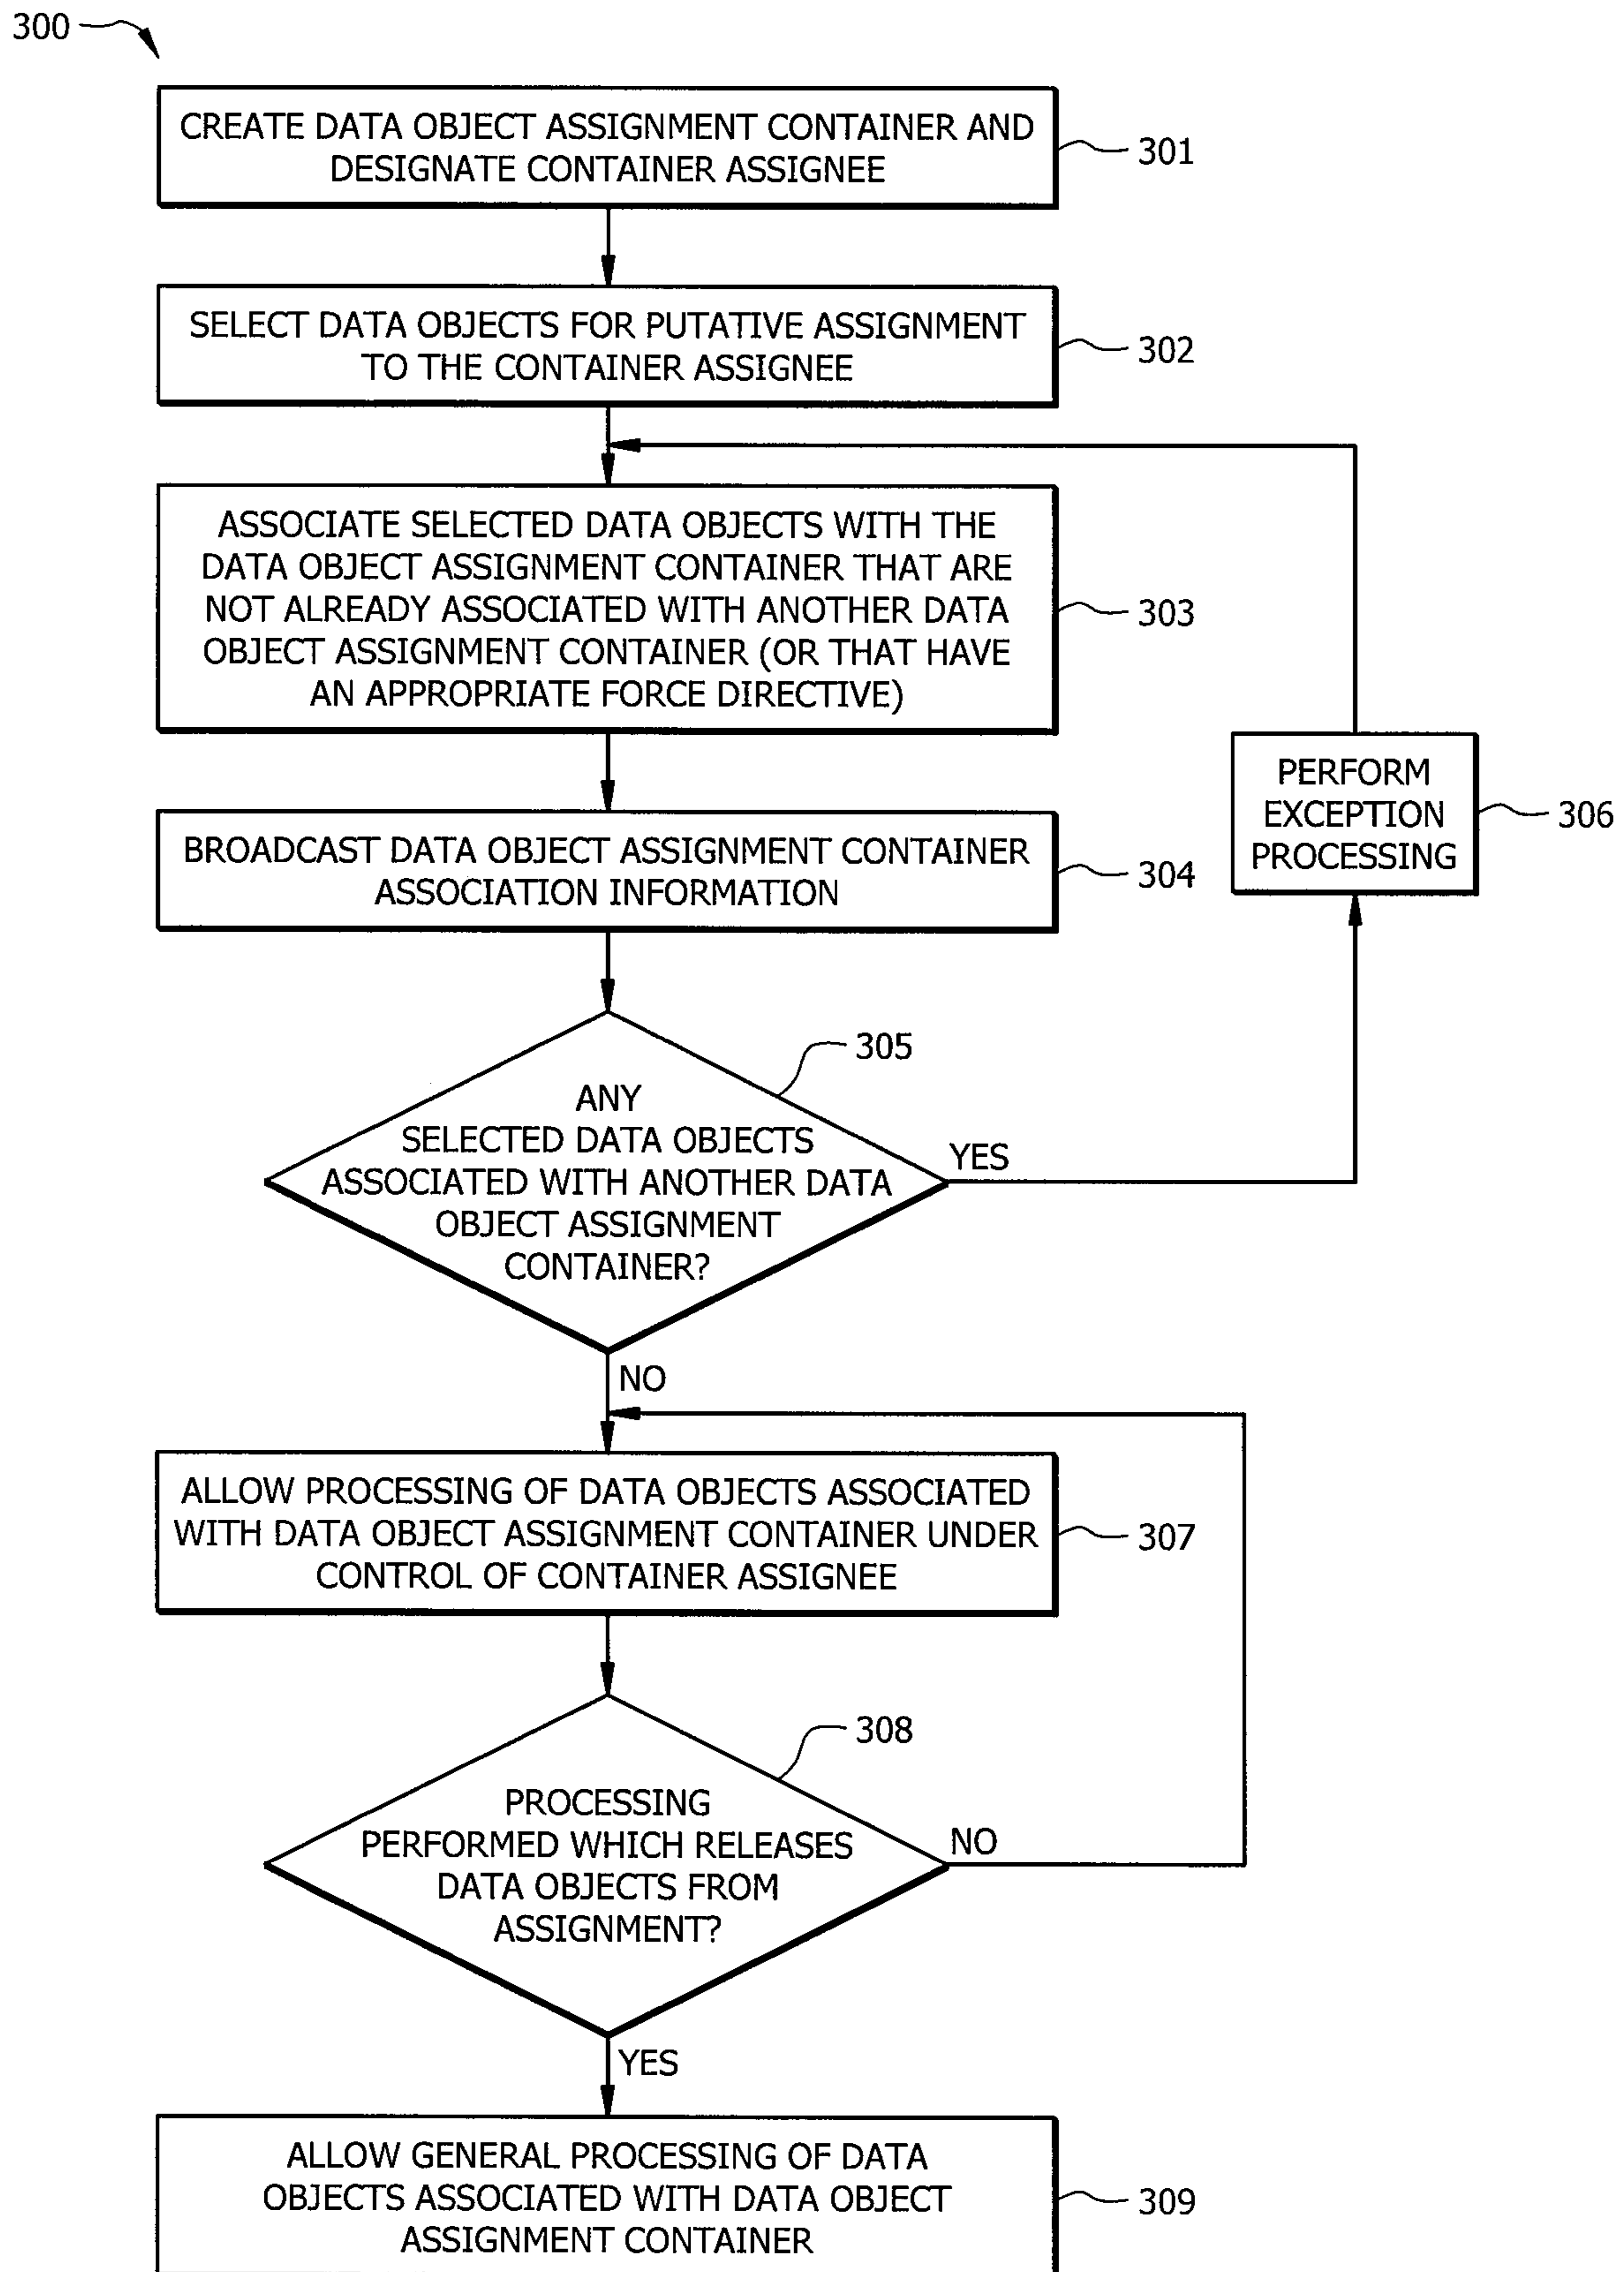 300
CREATE DATA OBJECT ASSIGNMENT CONTAINER AND
DESIGNATE CONTAINER ASSIGNEE
301
SELECT DATA OBJECTS FOR PUTATIVE ASSIGNMENT
TO THE CONTAINER ASSIGNEE
302
ASSOCIATE SELECTED DATA OBJECTS WITH THE
DATA OBJECT ASSIGNMENT CONTAINER THAT ARE
NOT ALREADY ASSOCIATED WITH ANOTHER DATA
OBJECT ASSIGNMENT CONTAINER (OR THAT HAVE
AN APPROPRIATE FORCE DIRECTIVE)
303
PERFORM
EXCEPTION
PROCESSING
306
BROADCAST DATA OBJECT ASSIGNMENT CONTAINER
ASSOCIATION INFORMATION
304
305
ANY
SELECTED DATA OBJECTS
ASSOCIATED WITH ANOTHER DATA
OBJECT ASSIGNMENT
CONTAINER?
YES
NO
ALLOW PROCESSING OF DATA OBJECTS ASSOCIATED
WITH DATA OBJECT ASSIGNMENT CONTAINER UNDER
CONTROL OF CONTAINER ASSIGNEE
307
308
PROCESSING
PERFORMED WHICH RELEASES
DATA OBJECTS FROM
ASSIGNMENT?
NO
YES
ALLOW GENERAL PROCESSING OF DATA
OBJECTS ASSOCIATED WITH DATA OBJECT
ASSIGNMENT CONTAINER
309